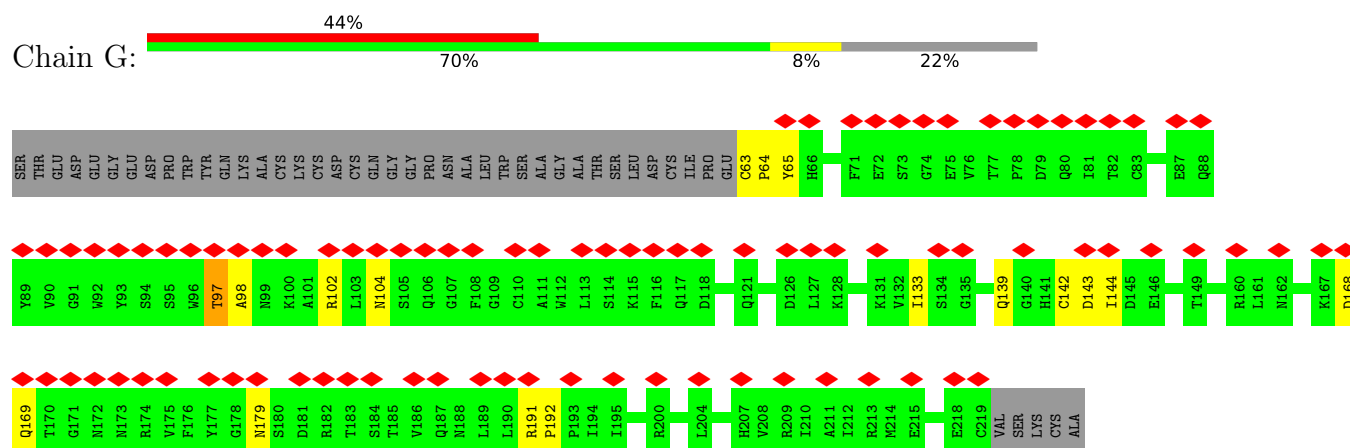 44%
Chain G:
70% 8% 22%
SER THR GLU ASP GLU GLY GLU ASP PRO TRP TYR GLN LYS ALA CYS LYS CYS ASP CYS GLN GLY GLY PRO ASN ALA LEU TRP SER ALA GLY ALA THR SER LEU ASP CYS ILE PRO GLU C63 P64 Y65 H66 F71 E72 S73 G74 E75 V76 T77 P78 D79 Q80 I81 T82 C83 E87 Q88
Y89 V90 G91 W92 Y93 S94 S95 W96 T97 A98 N99 K100 A101 R102 L103 N104 S105 Q106 G107 F108 G109 C110 A111 W112 L113 S114 K115 F116 Q117 D118 Q121 D126 L127 K128 K131 V132 I133 S134 G135 Q139 G140 H141 C142 D143 I144 D145 E146 T149 R160 L161 N162 K167 D168
Q169 T170 G171 N172 N173 R174 V175 F176 Y177 G178 N179 S180 D181 R182 T183 S184 T185 V186 Q187 N188 L189 L190 R191 P192 P193 I194 I195 R200 L204 H207 V208 R209 I210 A211 I212 R213 M214 E215 E218 C219 VAL SER LYS CYS ALA